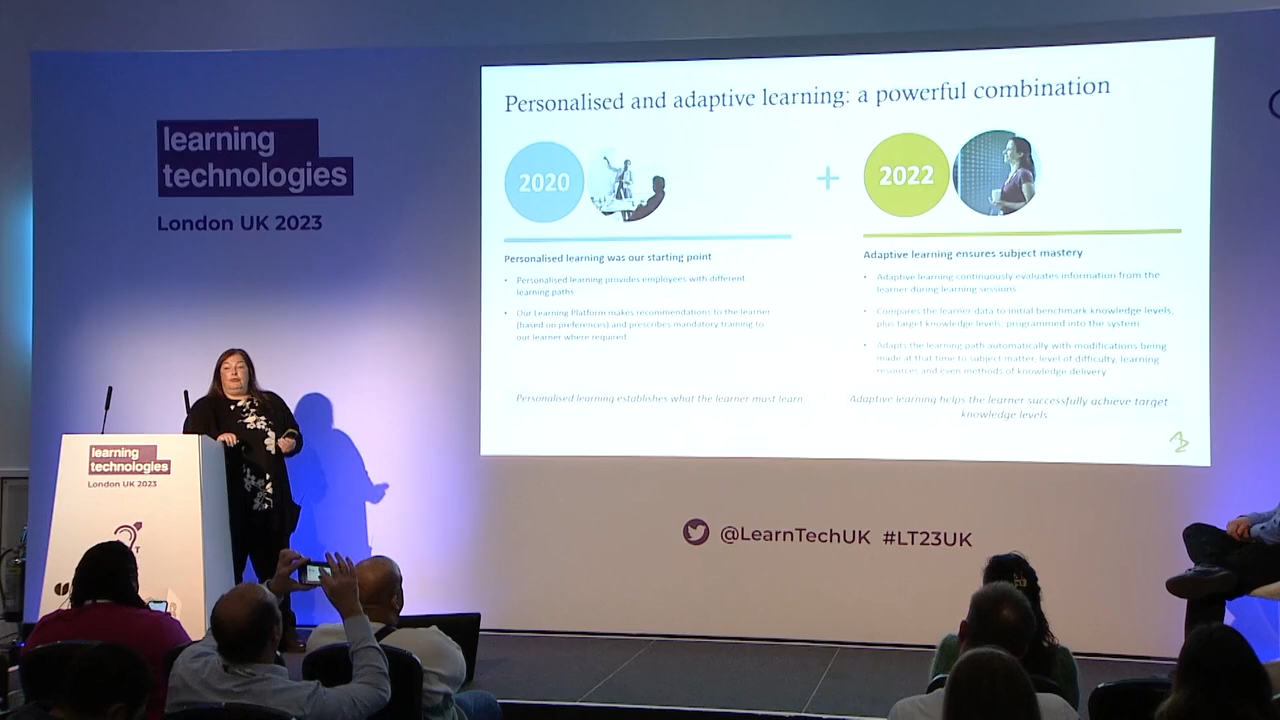 learning
technologies
London UK 2023
Personalised and adaptive learning: a powerful combination
2020
Personalised learning was our starting point
• Personalised learning provides employees with different
learning paths
• Our Learning Platform makes recommendations to the learner
(based on preferences) and prescribes mandatory training to
our learner where required
Personalised learning establishes what the learner must learn
+
2022
Adaptive learning ensures subject mastery
• Adaptive learning continuously evaluates information from the
learner during learning sessions
• Compares the learner data to initial benchmark knowledge levels,
plus target knowledge levels, programmed into the system
• Adapts the learning path automatically with modifications being
made at that time to subject matter, level of difficulty, learning
resources and even methods of knowledge delivery
Adaptive learning helps the learner successfully achieve target
knowledge levels
learning
technologies
London UK 2023
T
@LearnTechUK #LT23UK